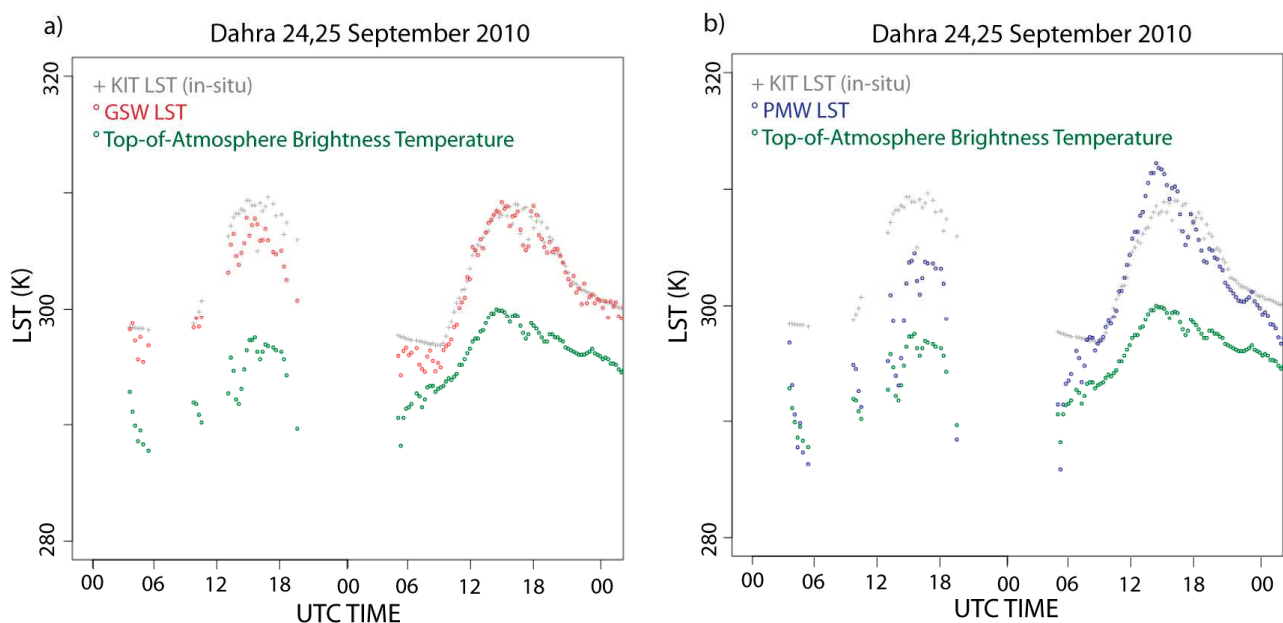 a)
Dahra 24,25 September 2010
+ KIT LST (in-situ)
° GSW LST
° Top-of-Atmosphere Brightness Temperature
LST (K)
320
300
280
00 06 12 18 00 06 12 18 00
UTC TIME
b)
Dahra 24,25 September 2010
+ KIT LST (in-situ)
° PMW LST
° Top-of-Atmosphere Brightness Temperature
LST (K)
320
300
280
00 06 12 18 00 06 12 18 00
UTC TIME